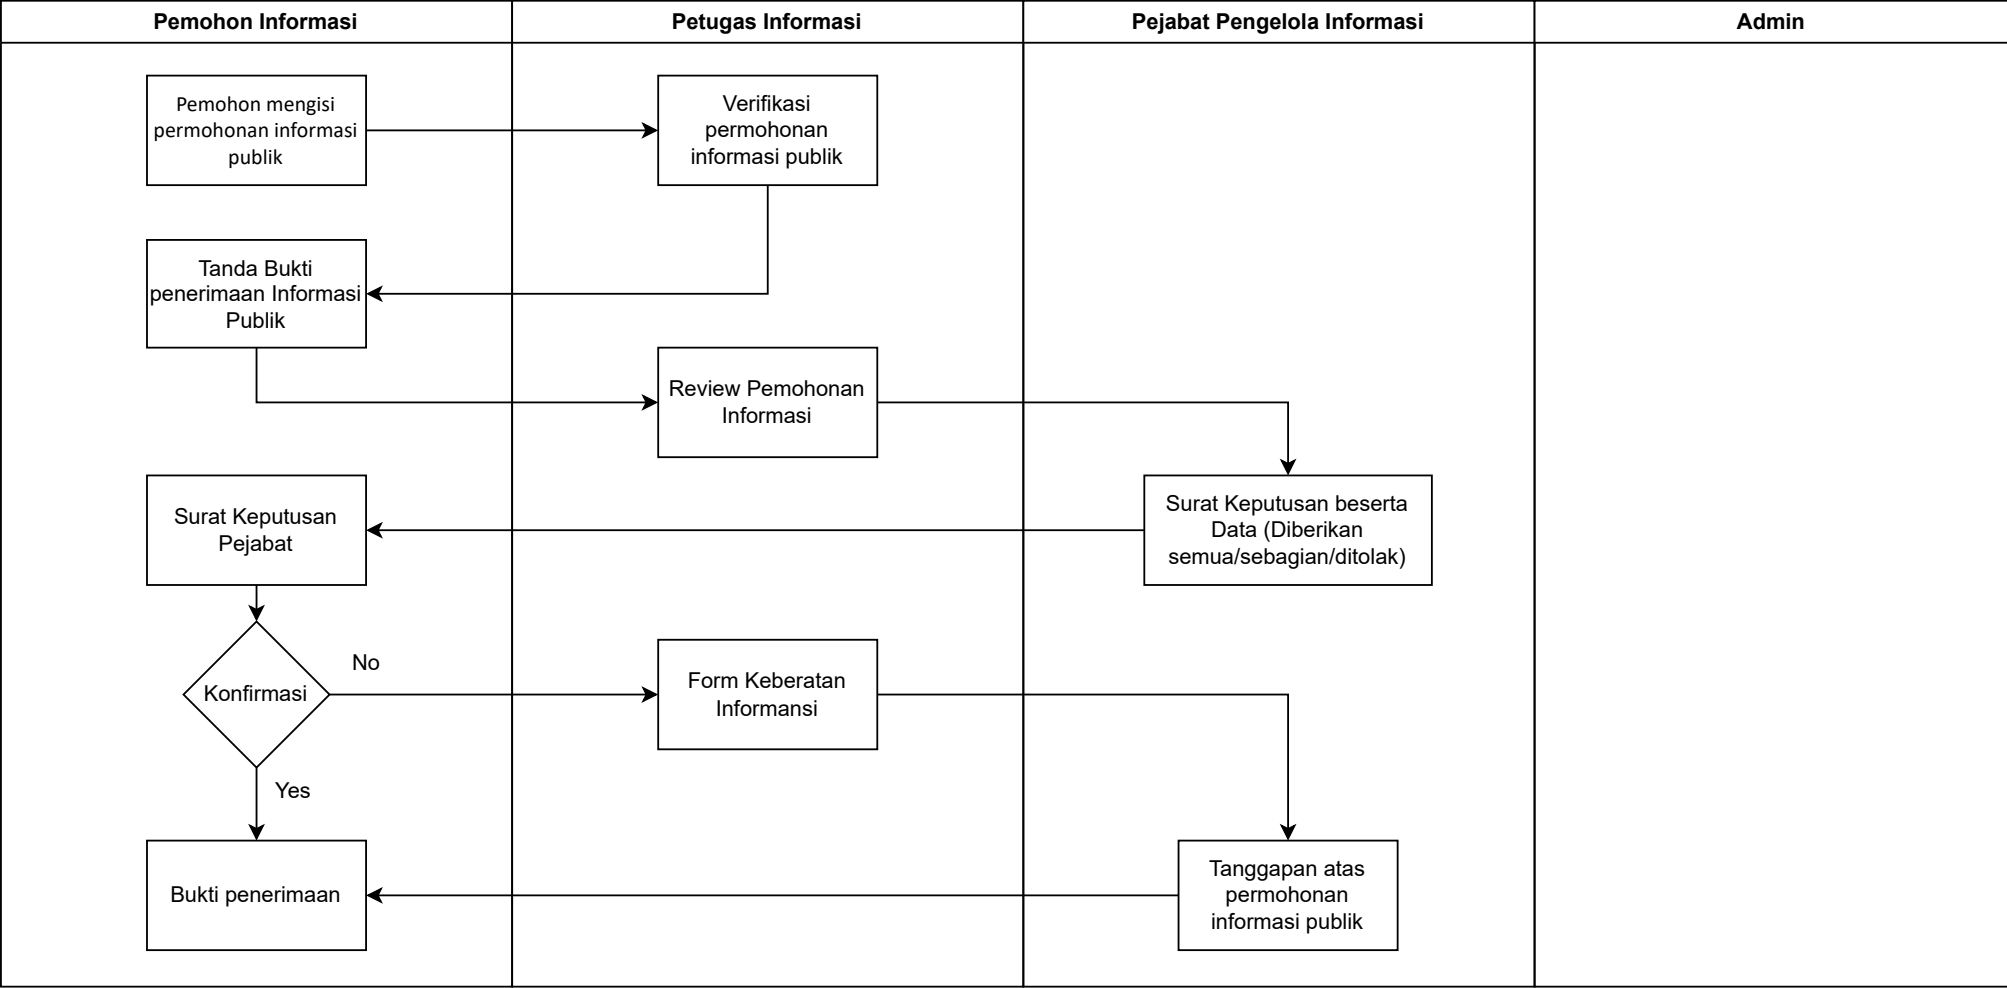 Pemohon Informasi
Petugas Informasi
Pejabat Pengelola Informasi
Admin
Pemohon mengisi
permohonan informasi
publik
Verifikasi
permohonan
informasi publik
Tanda Bukti
penerimaan Informasi
Publik
Review Pemohonan
Informasi
Surat Keputusan beserta
Data (Diberikan
semua/sebagian/ditolak)
Surat Keputusan
Pejabat
Konfirmasi
No
Form Keberatan
Informansi
Yes
Tanggapan atas
permohonan
informasi publik
Bukti penerimaan